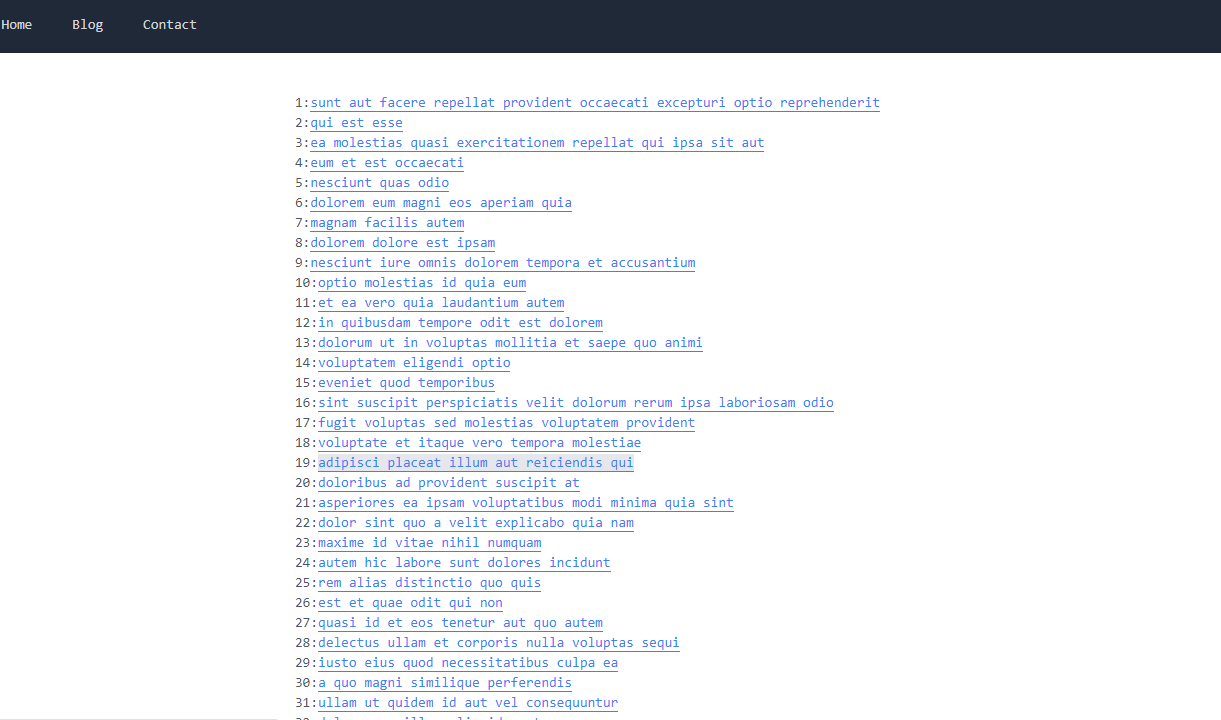 Home Blog Contact
1:sunt aut facere repellat provident occaecati excepturi optio reprehenderit
2:qui est esse
3:ea molestias quasi exercitationem repellat qui ipsa sit aut
4:eum et est occaecati
5:nesciunt quas odio
6:dolorem eum magni eos aperiam quia
7:magnam facilis autem
8:dolorem dolore est ipsam
9:nesciunt iure omnis dolorem tempora et accusantium
10:optio molestias id quia eum
11:et ea vero quia laudantium autem
12:in quibusdam tempore odit est dolorem
13:dolorum ut in voluptas mollitia et saepe quo animi
14:voluptatem eligendi optio
15:eveniet quod temporibus
16:sint suscipit perspiciatis velit dolorum rerum ipsa laboriosam odio
17:fugit voluptas sed molestias voluptatem provident
18:voluptate et itaque vero tempora molestiae
19:adipisci placeat illum aut reiciendis qui
20:doloribus ad provident suscipit at
21:asperiores ea ipsam voluptatibus modi minima quia sint
22:dolor sint quo a velit explicabo quia nam
23:maxime id vitae nihil numquam
24:autem hic labore sunt dolores incidunt
25:rem alias distinctio quo quis
26:est et quae odit qui non
27:quasi id et eos tenetur aut quo autem
28:delectus ullam et corporis nulla voluptas sequi
29:iusto eius quod necessitatibus culpa ea
30:a quo magni similique perferendis
31:ullam ut quidem id aut vel consequuntur